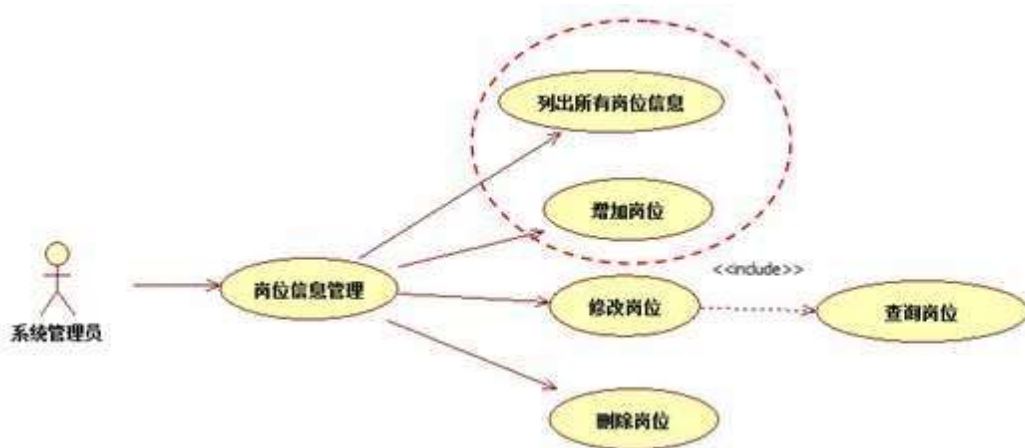 列出所有岗位信息
增加岗位
<<include>>
岗位信息管理
修改岗位
查询岗位
系统管理员
删除岗位